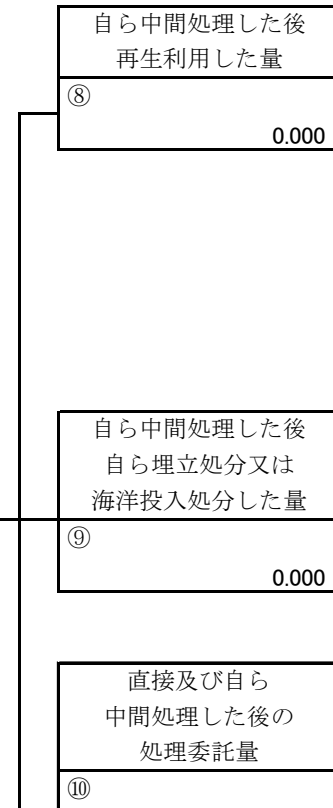 自ら中間処理した後
再生利用した量
⑧
0.000
自ら中間処理した後
自ら埋立処分又は
海洋投入処分した量
⑨
0.000
直接及び自ら
中間処理した後の
処理委託量
⑩